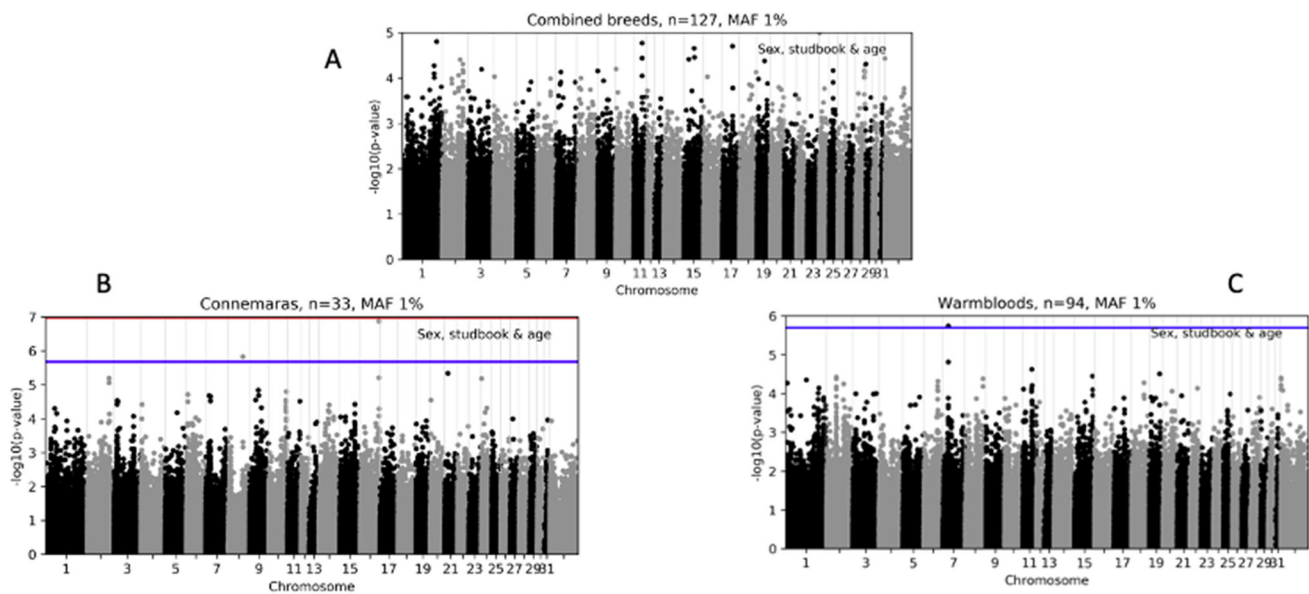 A
Combined breeds, n=127, MAF 1%
Sex, studbook & age
5
4
3
2
1
0
-log10(p-value)
1 3 5 7 9 11 13 15 17 19 21 23 25 27 29 31
Chromosome
B
Connemaras, n=33, MAF 1%
Sex, studbook & age
7
6
5
4
3
2
1
0
-log10(p-value)
1 3 5 7 9 11 13 15 17 19 21 23 25 27 29 31
Chromosome
C
Warmbloods, n=94, MAF 1%
Sex, studbook & age
6
5
4
3
2
1
0
-log10(p-value)
1 3 5 7 9 11 13 15 17 19 21 23 25 27 29 31
Chromosome